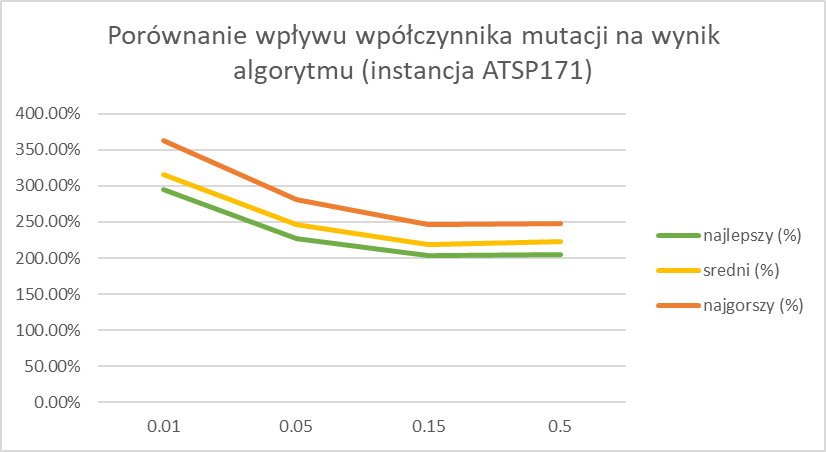 Porównanie wpływu wpółczynnika mutacji na wynik
algorytmu (instancja ATSP171)
400.00%
350.00%
300.00%
250.00%
200.00%
150.00%
100.00%
50.00%
0.00%
0.01
0.05
0.15
0.5
najlepszy (%)
sredni (%)
najgorszy (%)